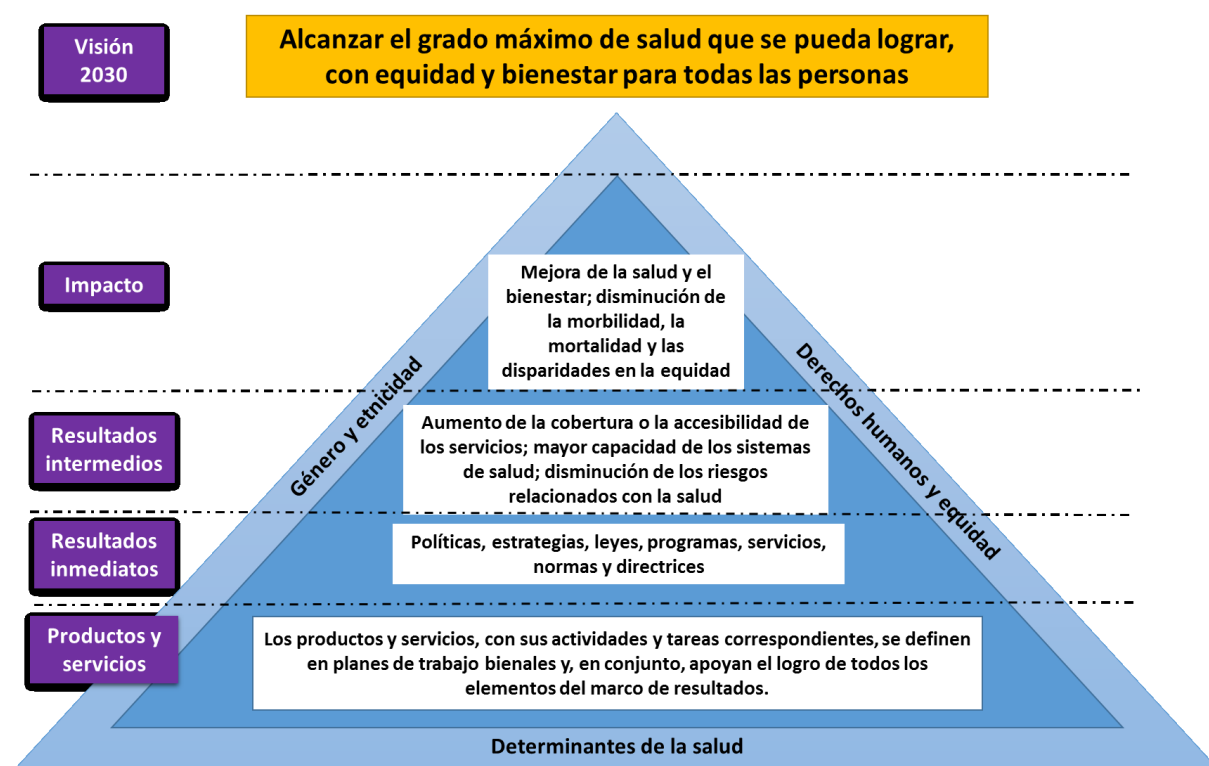 Visión
2030
Alcanzar el grado máximo de salud que se pueda lograr,
con equidad y bienestar para todas las personas
Impacto
Mejora de la salud y el
bienestar; disminución de
la morbilidad, la
mortalidad y las
disparidades en la equidad
Género y etnicidad
Derechos humanos y equidad
Resultados
intermedios
Aumento de la cobertura o la accesibilidad de
los servicios; mayor capacidad de los sistemas
de salud; disminución de los riesgos
relacionados con la salud
Resultados
inmediatos
Políticas, estrategias, leyes, programas, servicios,
normas y directrices
Productos y
servicios
Los productos y servicios, con sus actividades y tareas correspondientes, se definen
en planes de trabajo bienales y, en conjunto, apoyan el logro de todos los
elementos del marco de resultados.
Determinantes de la salud